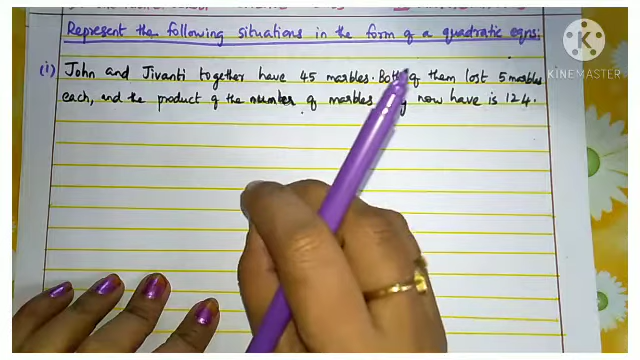 Represent the following situations in the form of a quadratic eqns:
(i) John and Jivanti together have 45 marbles. Both of them lost 5 marbles
each, and the product of the number of marbles now have is 124.
KINEMASTER